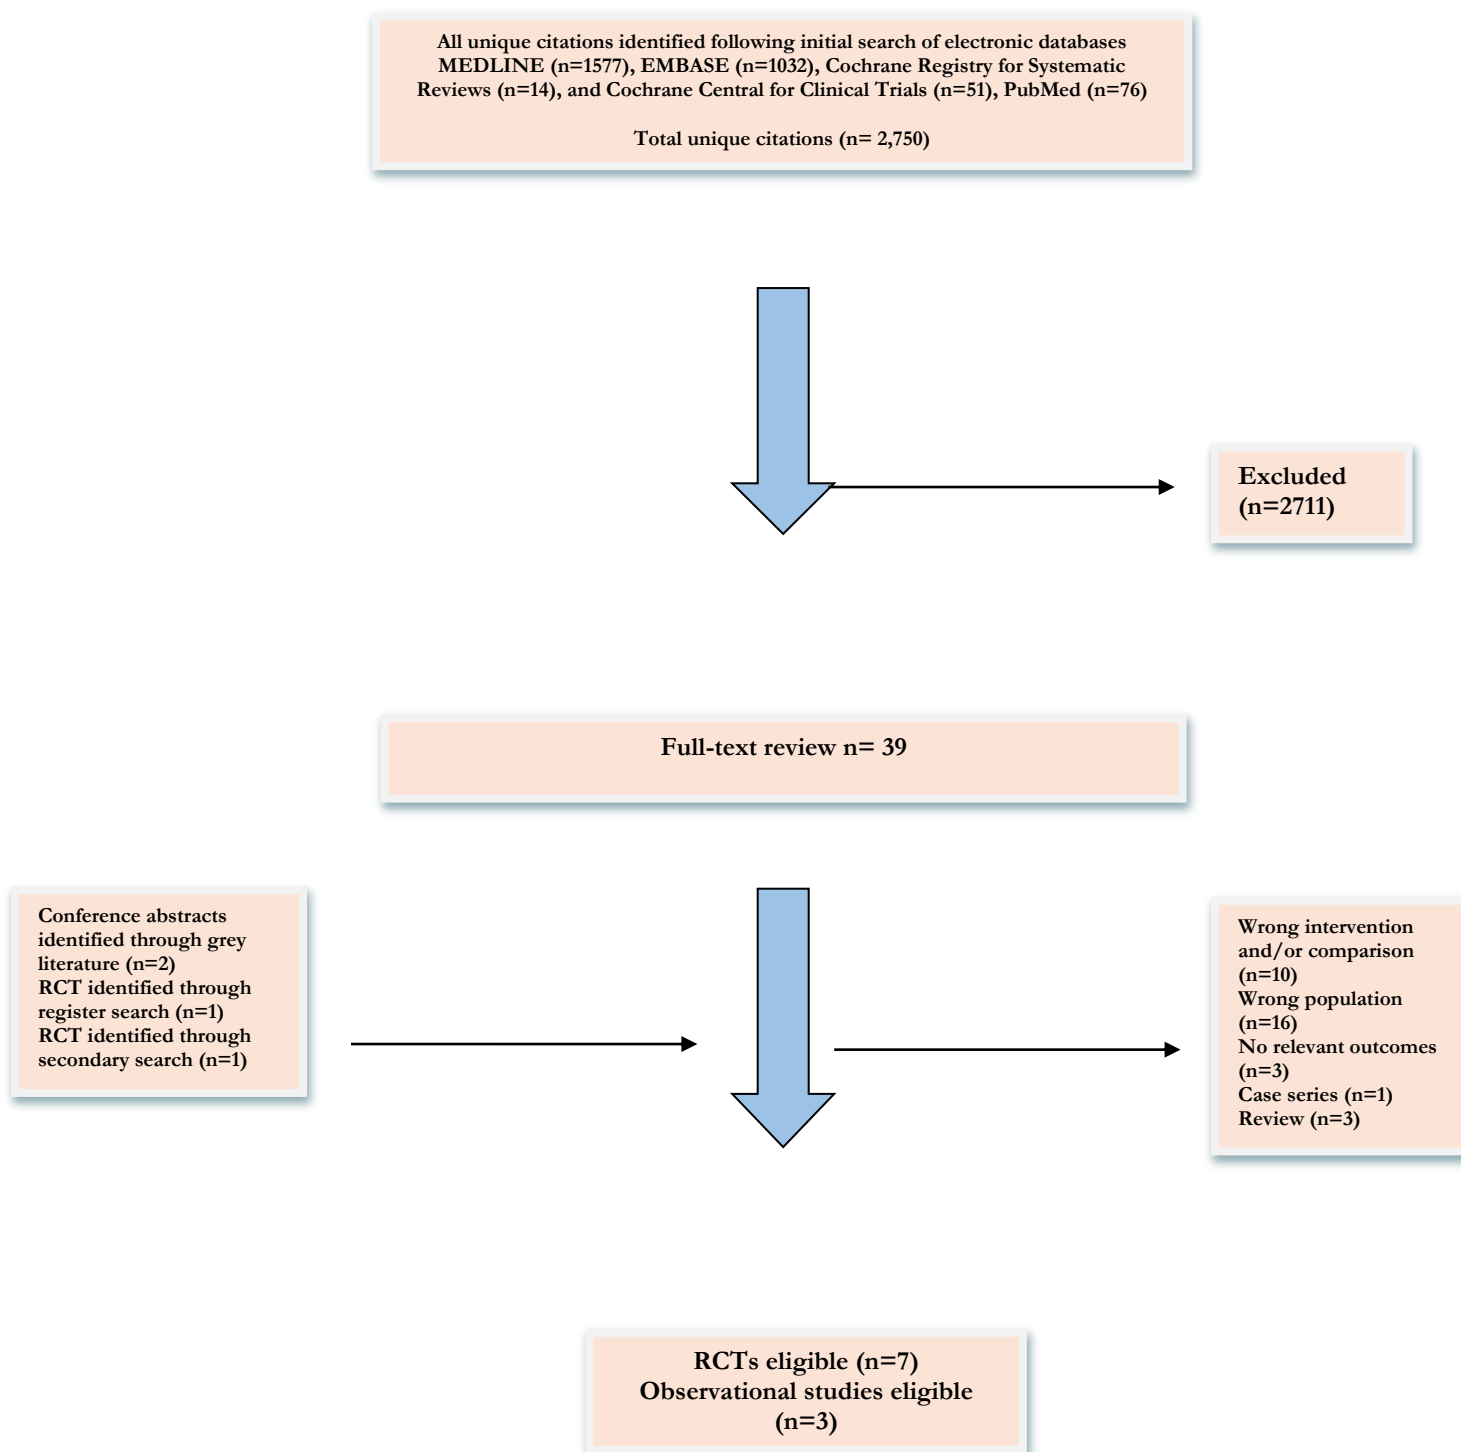 All unique citations identified following initial search of electronic databases
MEDLINE (n=1577), EMBASE (n=1032), Cochrane Registry for Systematic
Reviews (n=14), and Cochrane Central for Clinical Trials (n=51), PubMed (n=76)
Total unique citations (n= 2,750)
Excluded
(n=2711)
Full-text review n= 39
Conference abstracts
identified through grey
literature (n=2)
RCT identified through
register search (n=1)
RCT identified through
secondary search (n=1)
Wrong intervention
and/or comparison
(n=10)
Wrong population
(n=16)
No relevant outcomes
(n=3)
Case series (n=1)
Review (n=3)
RCTs eligible (n=7)
Observational studies eligible
(n=3)